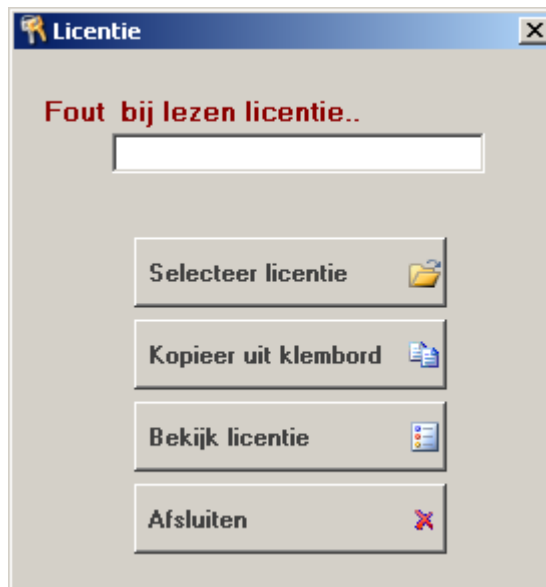 Licentie
Fout bij lezen licentie..
Selecteer licentie
Kopieer uit klembord
Bekijk licentie
Afsluiten